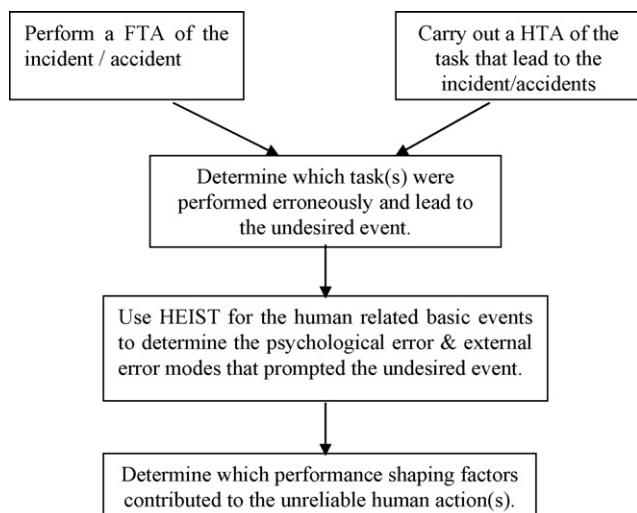 Perform a FTA of the
incident / accident
Carry out a HTA of the
task that lead to the
incident/accidents
Determine which task(s) were
performed erroneously and lead to
the undesired event.
Use HEIST for the human related basic events
to determine the psychological error & external
error modes that prompted the undesired event.
Determine which performance shaping factors
contributed to the unreliable human action(s).